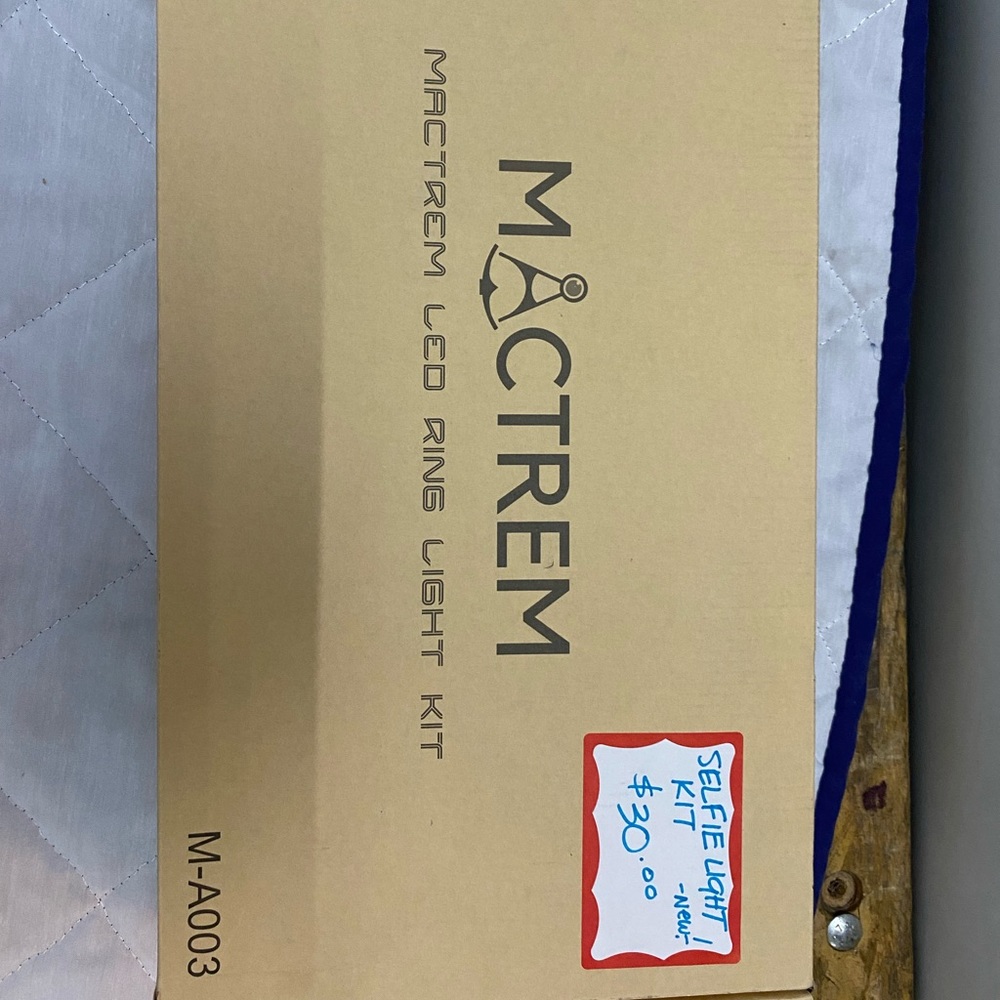 MACTREM
MACTREM LED RING LIGHT KIT
SELFIE LIGHT /
KIT -NEW-
$30.00
M-A003